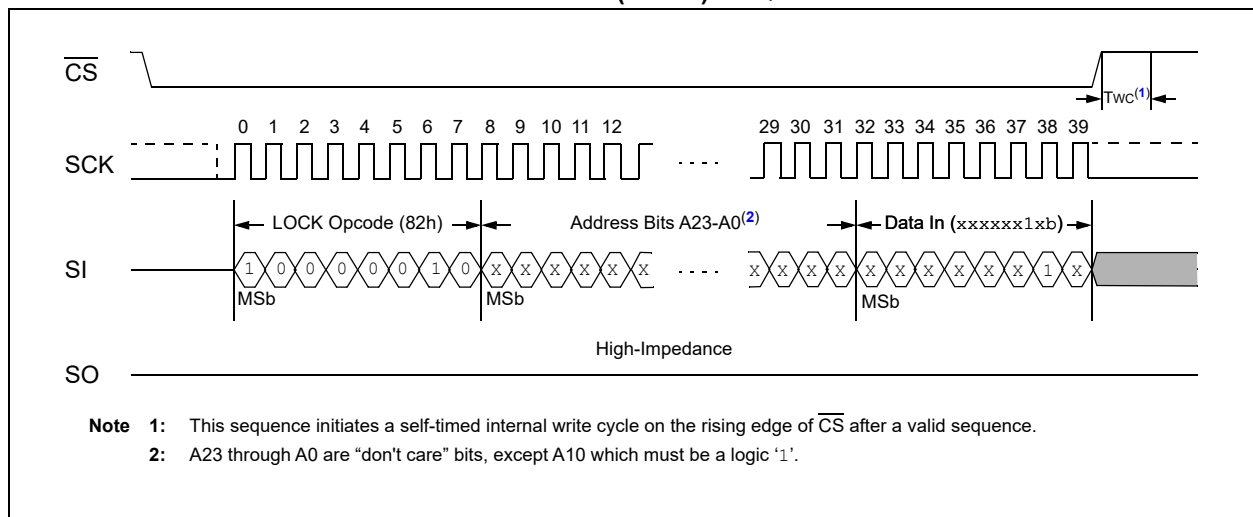 CS
TWC(1)
0 1 2 3 4 5 6 7 8 9 10 11 12 29 30 31 32 33 34 35 36 37 38 39
SCK
LOCK Opcode (82h) Address Bits A23-A0(2) Data In (xxxxxx1xb)
SI 1 0 0 0 0 0 1 0 x x x x x x x x x x x x x x x x 1 x
MSb MSb MSb
High-Impedance
SO
Note 1: This sequence initiates a self-timed internal write cycle on the rising edge of CS after a valid sequence.
2: A23 through A0 are “don't care” bits, except A10 which must be a logic ‘1’.